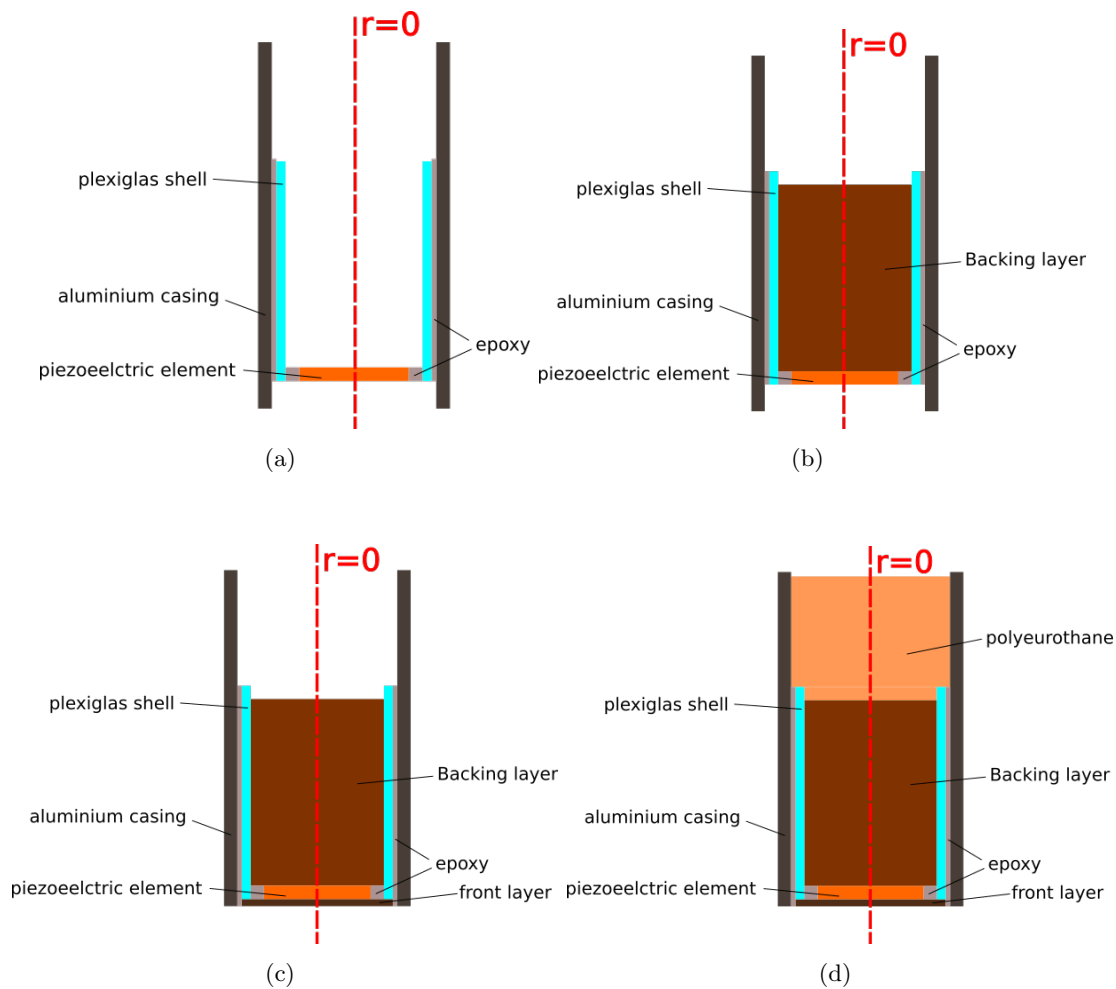 r=0
plexiglas shell
aluminium casing
epoxy
piezoeelctric element
(a)
r=0
plexiglas shell
Backing layer
aluminium casing
epoxy
piezoeelctric element
(b)
r=0
plexiglas shell
Backing layer
aluminium casing
epoxy
piezoeelctric element
front layer
(c)
r=0
polyeurothane
plexiglas shell
Backing layer
aluminium casing
epoxy
piezoeelctric element
front layer
(d)